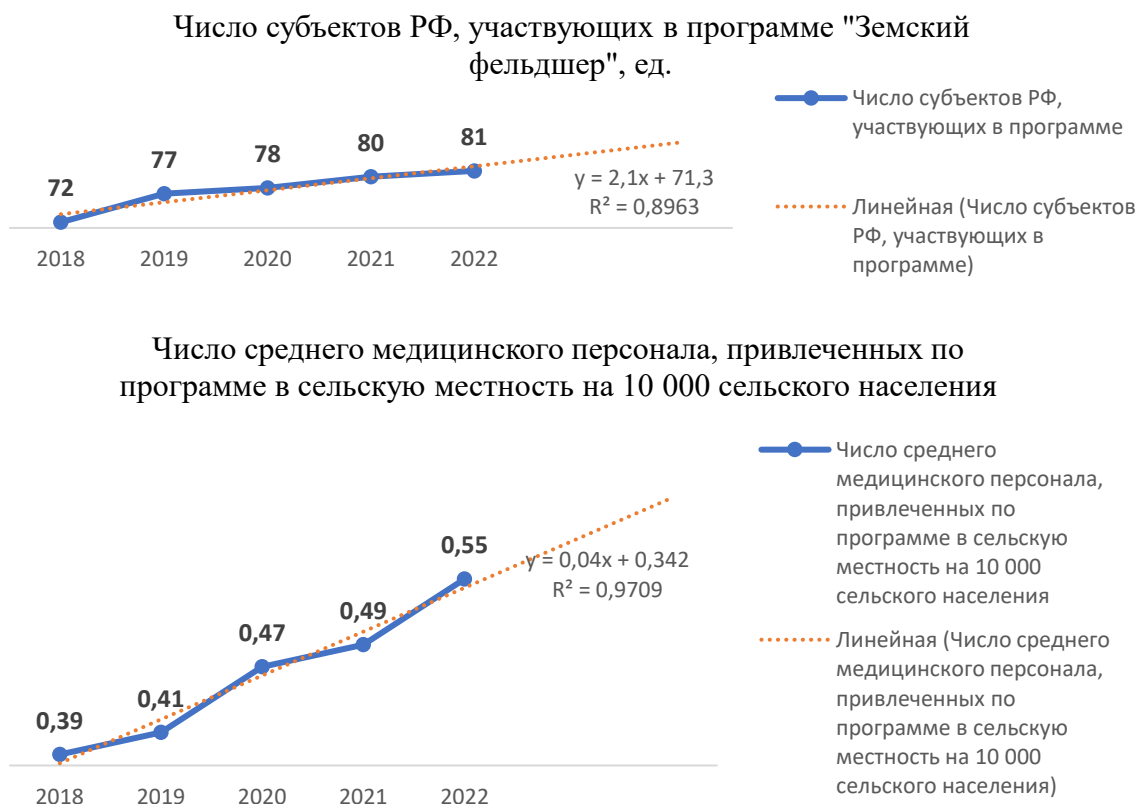 Число субъектов РФ, участвующих в программе "Земский
фельдшер", ед.
Число субъектов РФ,
участвующих в программе
Линейная (Число субъектов
РФ, участвующих в
программе)
72
77
78
80
81
y = 2,1x + 71,3
R² = 0,8963
2018
2019
2020
2021
2022
Число среднего медицинского персонала, привлеченных по
программе в сельскую местность на 10 000 сельского населения
Число среднего
медицинского персонала,
привлеченных по
программе в сельскую
местность на 10 000
сельского населения
Линейная (Число среднего
медицинского персонала,
привлеченных по
программе в сельскую
местность на 10 000
сельского населения)
0,39
0,41
0,47
0,49
0,55
y = 0,04x + 0,342
R² = 0,9709
2018
2019
2020
2021
2022